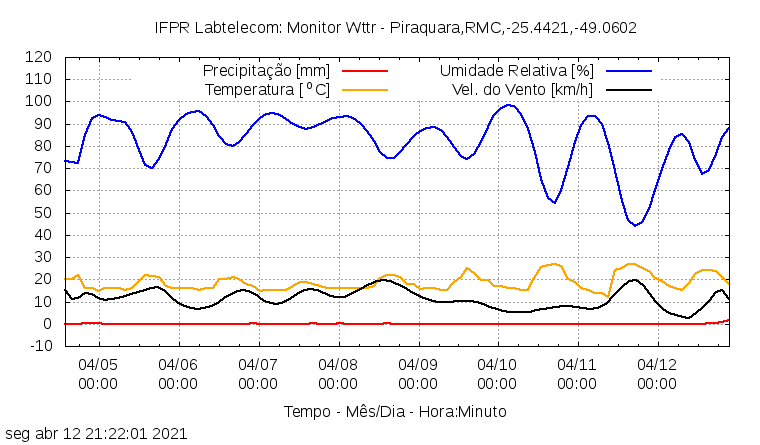 IFPR Labtelecom: Monitor Wttr - Piraquara,RMC,-25.4421,-49.0602
120
110
100
90
80
70
60
50
40
30
20
10
0
-10
Precipitação [mm]
Umidade Relativa [%]
Temperatura [⁰C]
Vel. do Vento [km/h]
04/05 04/06 04/07 04/08 04/09 04/10 04/11 04/12
00:00 00:00 00:00 00:00 00:00 00:00 00:00 00:00
Tempo - Mês/Dia - Hora:Minuto
seg abr 12 21:22:01 2021